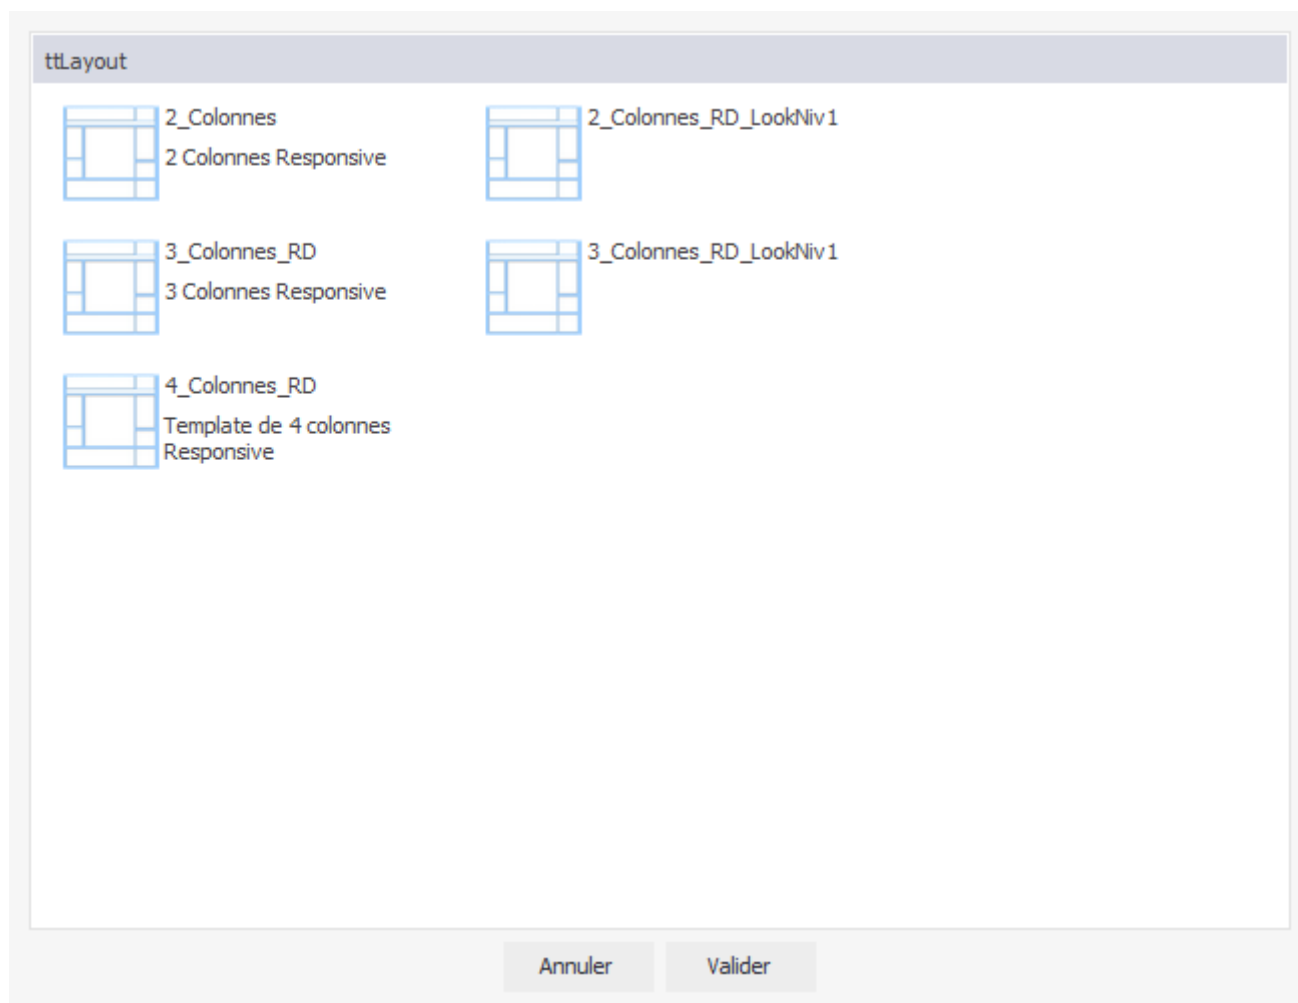 ttLayout
2_Colonnes
2 Colonnes Responsive
2_Colonnes_RD_LookNiv1
3_Colonnes_RD
3 Colonnes Responsive
3_Colonnes_RD_LookNiv1
4_Colonnes_RD
Template de 4 colonnes
Responsive
Annuler
Valider